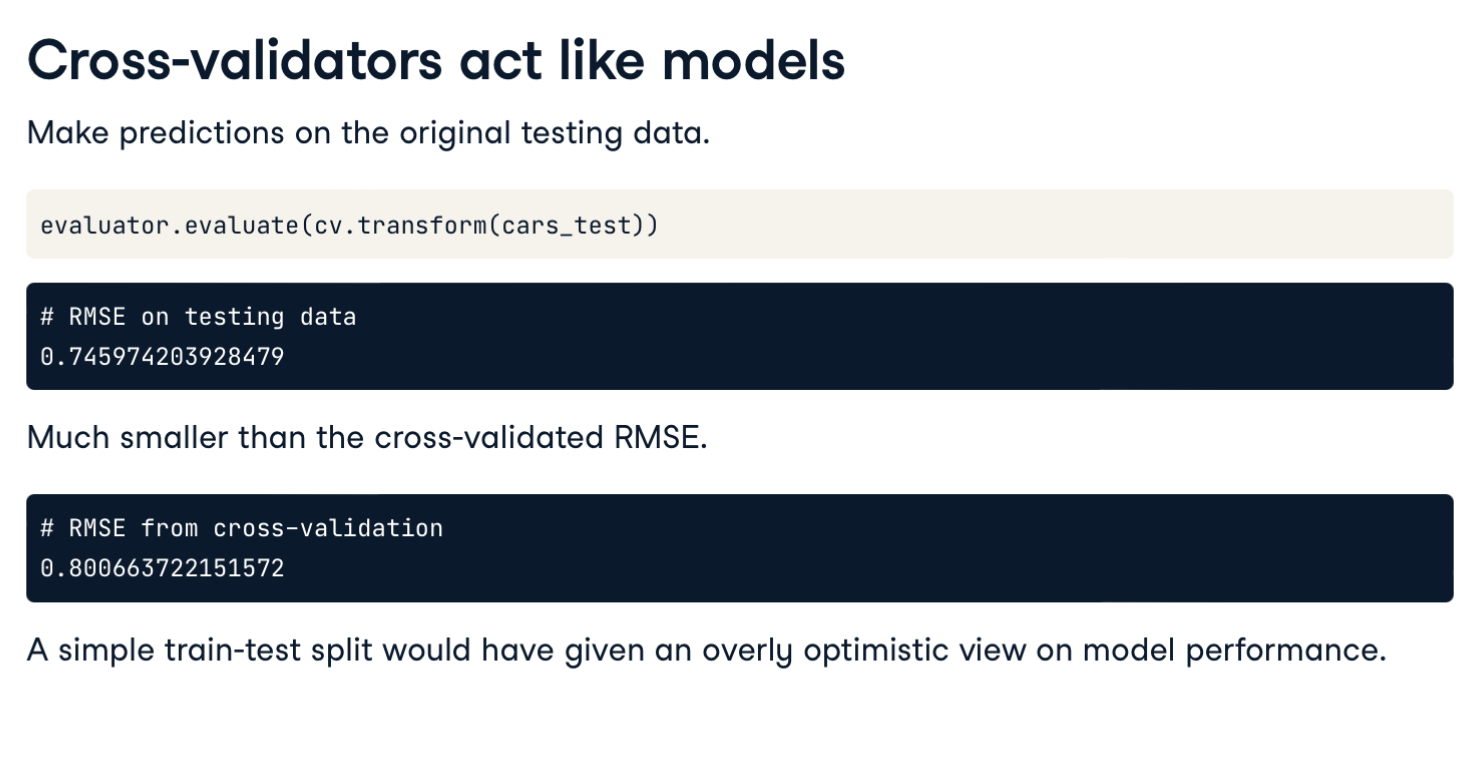 Cross-validators act like models
Make predictions on the original testing data.
evaluator.evaluate(cv.transform(cars_test))
# RMSE on testing data
0.745974203928479
Much smaller than the cross-validated RMSE.
# RMSE from cross-validation
0.800663722151572
A simple train-test split would have given an overly optimistic view on model performance.